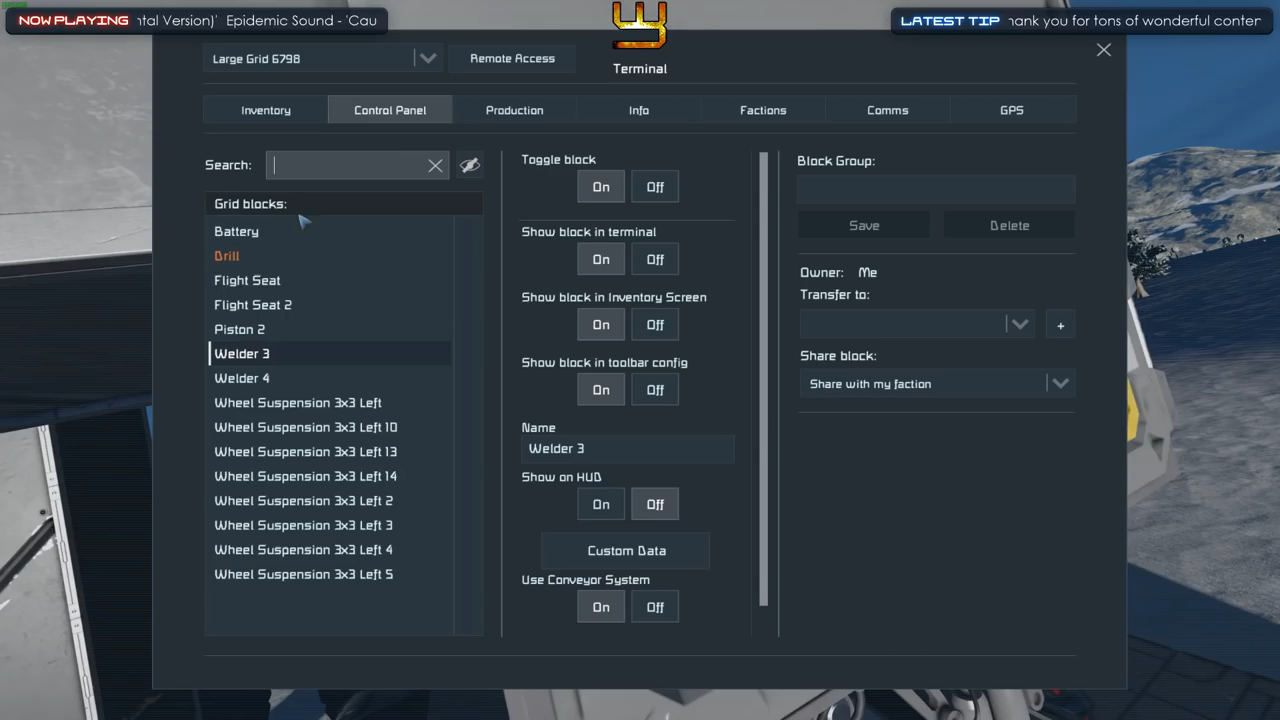 NOW PLAYING ntal Version)' Epidemic Sound - 'Cau
LATEST TIP hank you for tons of wonderful conter
Large Grid 6798
Remote Access
Terminal
Inventory
Control Panel
Production
Info
Factions
Comms
GPS
Search:
Grid blocks:
Battery
Drill
Flight Seat
Flight Seat 2
Piston 2
Welder 3
Welder 4
Wheel Suspension 3x3 Left
Wheel Suspension 3x3 Left 10
Wheel Suspension 3x3 Left 13
Wheel Suspension 3x3 Left 14
Wheel Suspension 3x3 Left 2
Wheel Suspension 3x3 Left 3
Wheel Suspension 3x3 Left 4
Wheel Suspension 3x3 Left 5
Toggle block
On Off
Show block in terminal
On Off
Show block in Inventory Screen
On Off
Show block in toolbar config
On Off
Name
Welder 3
Show on HUD
On Off
Custom Data
Use Conveyor System
On Off
Block Group:
Save
Delete
Owner: Me
Transfer to:
+
Share block:
Share with my faction